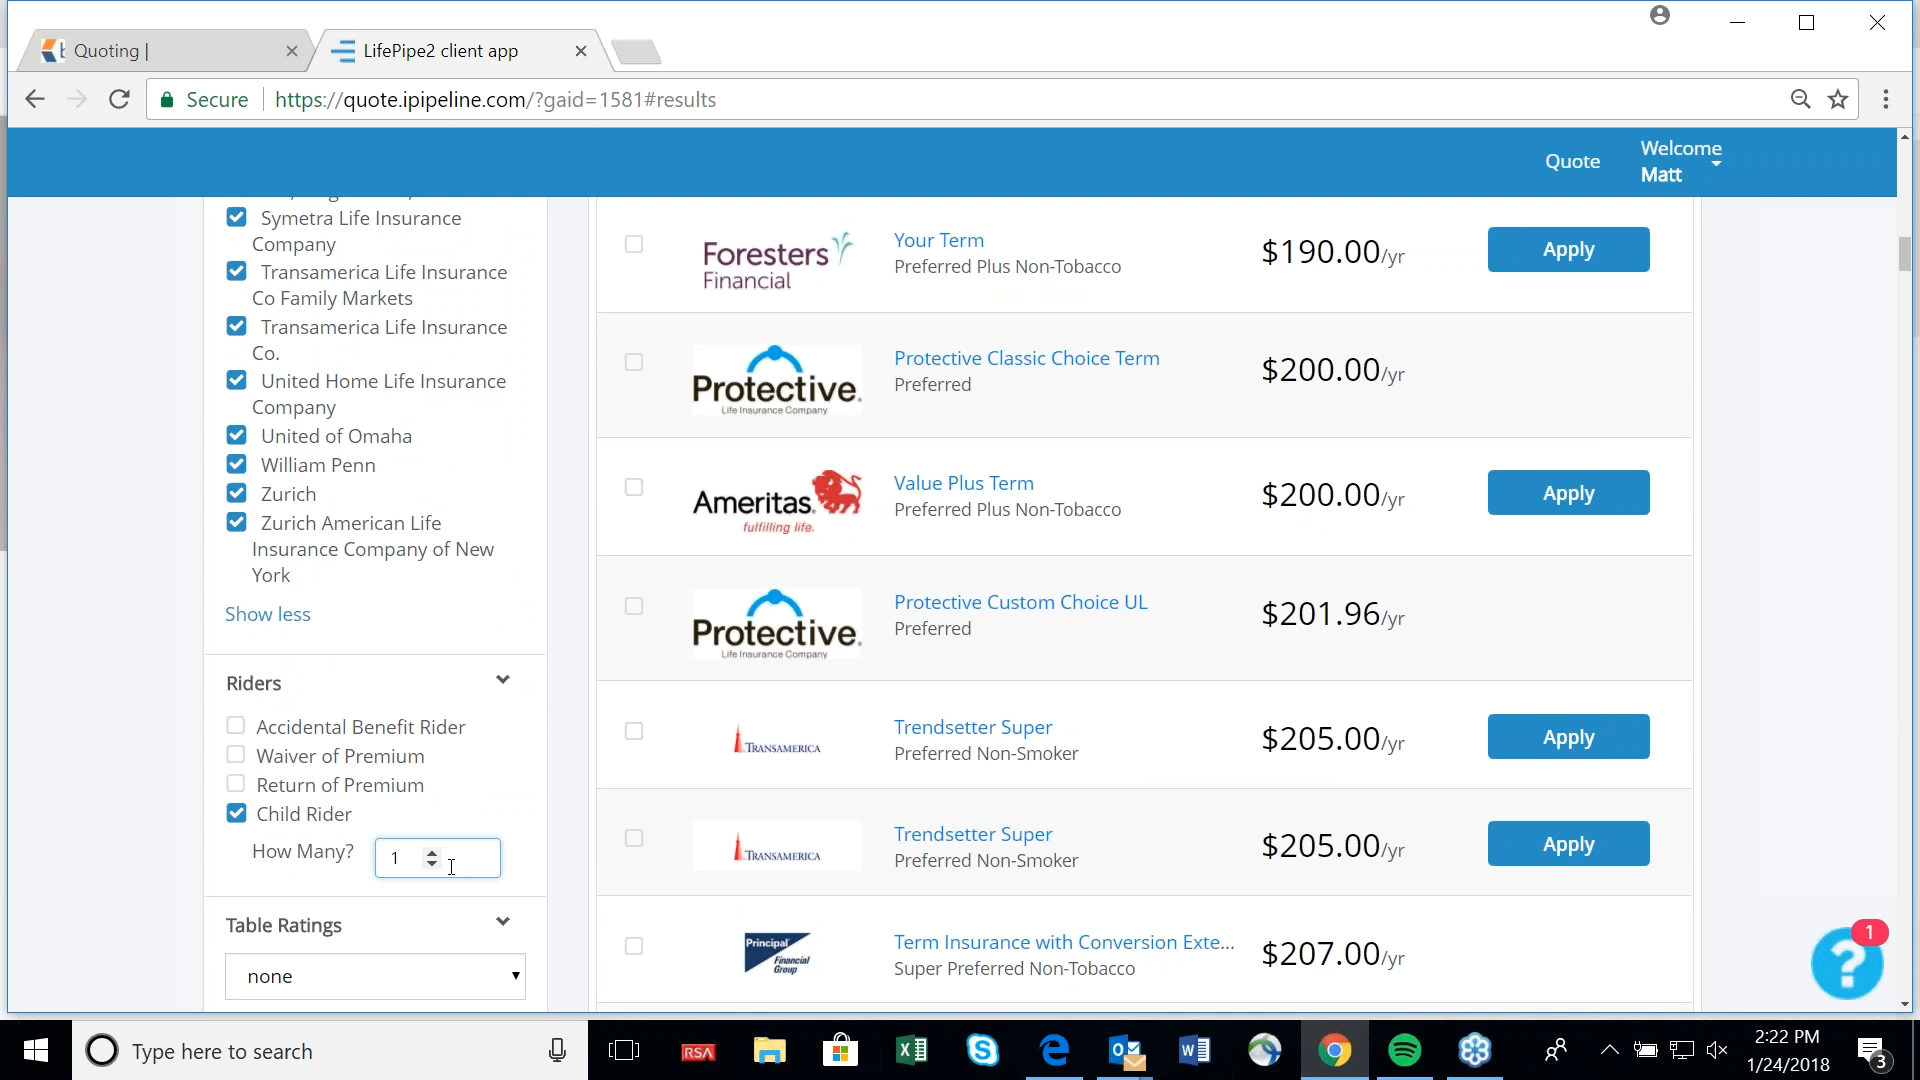 Quoting |
LifePipe2 client app
Secure
https://quote.ipipeline.com/?gaid=1581#results
Quote
Welcome
Matt
Symetra Life Insurance
Company
Transamerica Life Insurance
Co Family Markets
Transamerica Life Insurance
Co.
United Home Life Insurance
Company
United of Omaha
William Penn
Zurich
Zurich American Life
Insurance Company of New
York
Show less
Riders
Accidental Benefit Rider
Waiver of Premium
Return of Premium
Child Rider
How Many?
1
Table Ratings
none
Foresters
Financial
Your Term
Preferred Plus Non-Tobacco
$190.00/yr
Apply
Protective.
Life Insurance Company
Protective Classic Choice Term
Preferred
$200.00/yr
Ameritas
fulfilling life.
Value Plus Term
Preferred Plus Non-Tobacco
$200.00/yr
Apply
Protective.
Life Insurance Company
Protective Custom Choice UL
Preferred
$201.96/yr
TRANSAMERICA
Trendsetter Super
Preferred Non-Smoker
$205.00/yr
Apply
TRANSAMERICA
Trendsetter Super
Preferred Non-Smoker
$205.00/yr
Apply
Principal
Financial
Group
Term Insurance with Conversion Exte...
Super Preferred Non-Tobacco
$207.00/yr
1
?
Type here to search
RSA
2:22 PM
1/24/2018
3